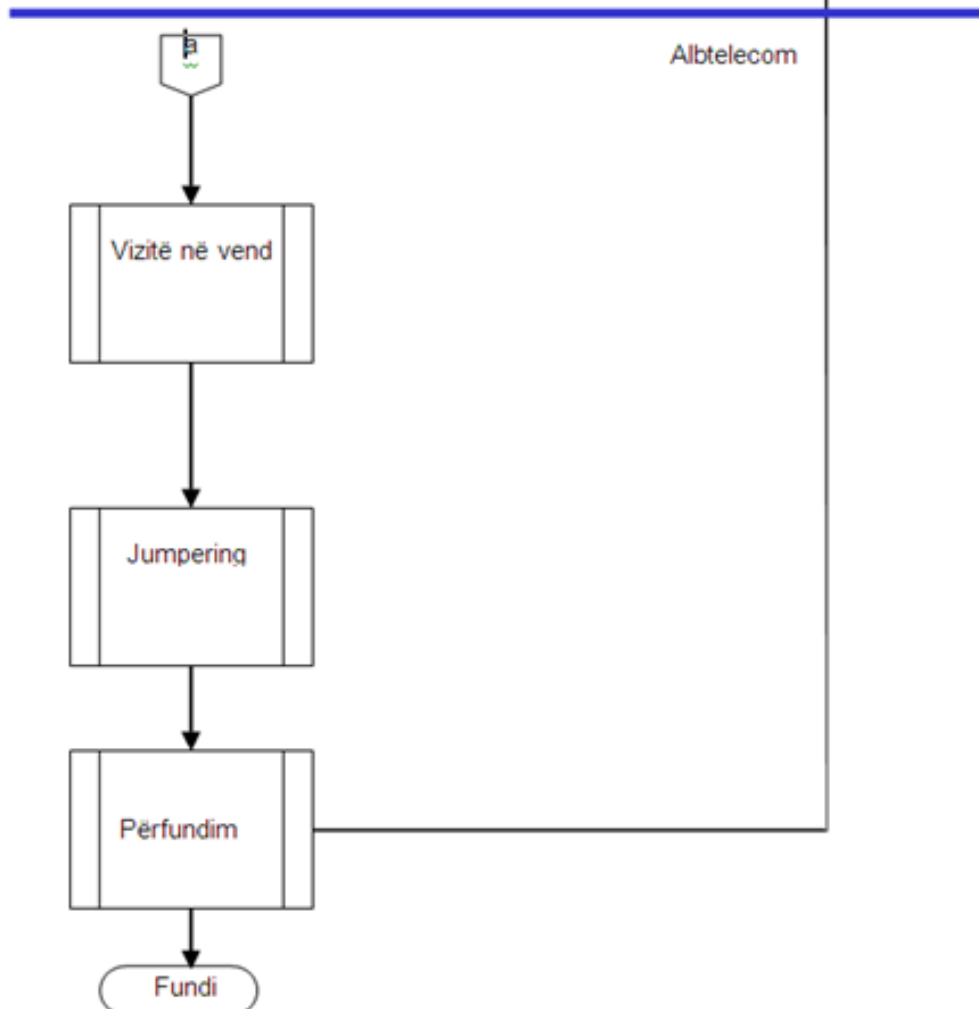 a
Albtelecom
Vizitë në vend
Jumpering
Përfundim
Fundi